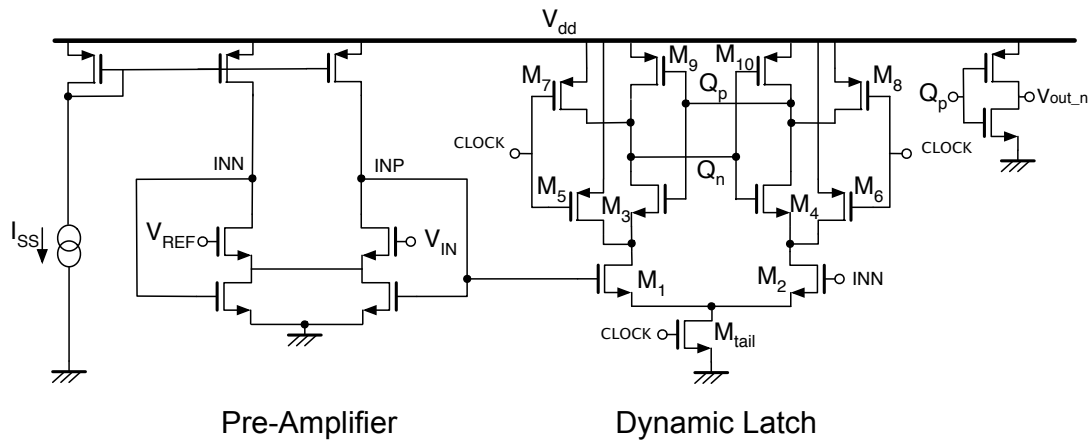 V_dd
M_9
M_10
M_7
M_8
Q_p
Q_p
V_out_n
CLOCK
CLOCK
INN
INP
Q_n
M_5
M_6
M_3
M_4
I_SS
V_REF
V_IN
M_1
M_2
INN
CLOCK
M_tail
Pre-Amplifier
Dynamic Latch